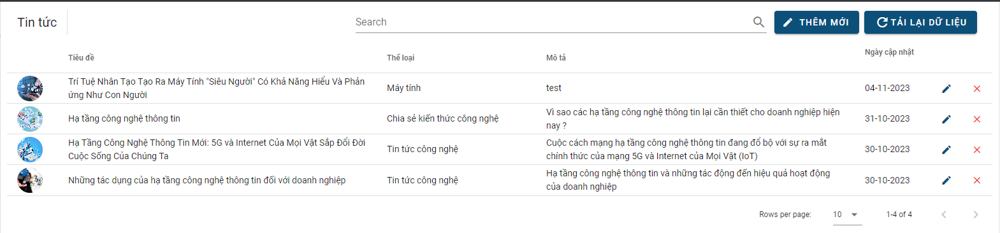 Tin tức
Search
THÊM MỚI
TẢI LẠI DỮ LIỆU
Tiêu đề
Thể loại
Mô tả
Ngày cập nhật
Trí Tuệ Nhân Tạo Tạo Ra Máy Tính "Siêu Người" Có Khả Năng Hiểu Và Phản
ứng Như Con Người
Máy tính
test
04-11-2023
Hạ tầng công nghệ thông tin
Chia sẻ kiến thức công nghệ
Vì sao các hạ tầng công nghệ thông tin lại cần thiết cho doanh nghiệp hiện
nay ?
31-10-2023
Hạ Tầng Công Nghệ Thông Tin Mới: 5G và Internet Của Mọi Vật Sắp Đổi Đời
Cuộc Sống Của Chúng Ta
Tin tức công nghệ
Cuộc cách mạng hạ tầng công nghệ thông tin đang đổ bộ với sự ra mắt
chính thức của mạng 5G và Internet của Mọi Vật (IoT)
30-10-2023
Những tác dụng của hạ tầng công nghệ thông tin đối với doanh nghiệp
Tin tức công nghệ
Hạ tầng công nghệ thông tin và những tác động đến hiệu quả hoạt động
của doanh nghiệp
30-10-2023
Rows per page:
10
1-4 of 4